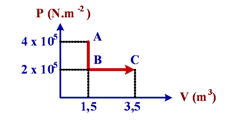 P (N.m⁻²)
4 x 10⁵
A
2 x 10⁵
B
C
V (m³)
1,5
3,5